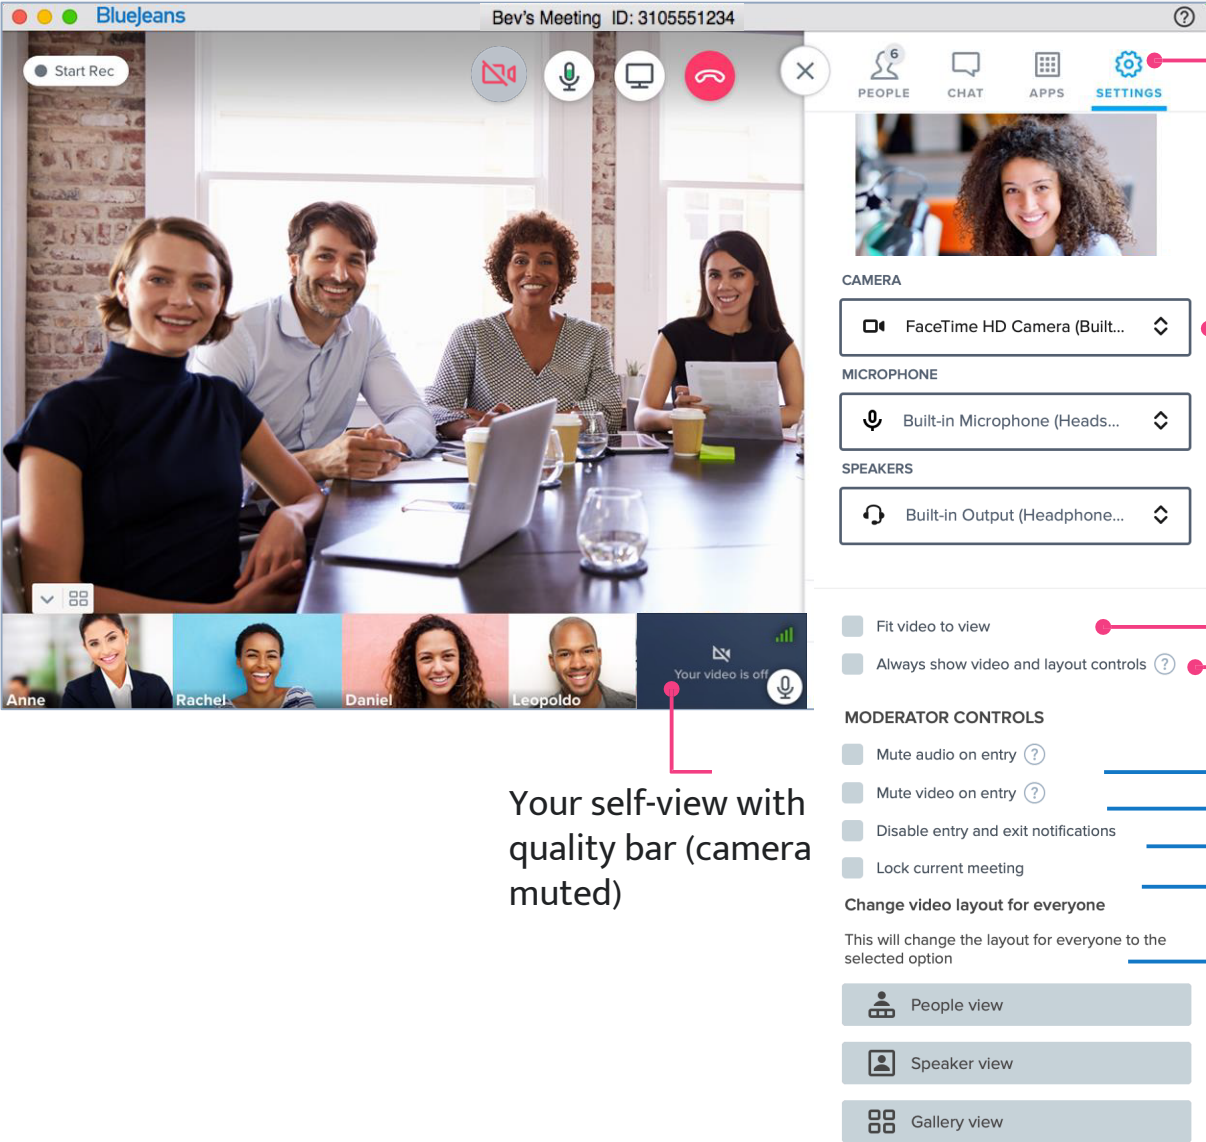 BlueJeans
Bev's Meeting ID: 3105551234
?
Start Rec
6
PEOPLE
CHAT
APPS
SETTINGS
CAMERA
FaceTime HD Camera (Built...
MICROPHONE
Built-in Microphone (Heads...
SPEAKERS
Built-in Output (Headphone...
Anne
Rachel
Daniel
Leopoldo
Your video is off
Your self-view with
quality bar (camera
muted)
Fit video to view
Always show video and layout controls ?
MODERATOR CONTROLS
Mute audio on entry ?
Mute video on entry ?
Disable entry and exit notifications
Lock current meeting
Change video layout for everyone
This will change the layout for everyone to the
selected option
People view
Speaker view
Gallery view